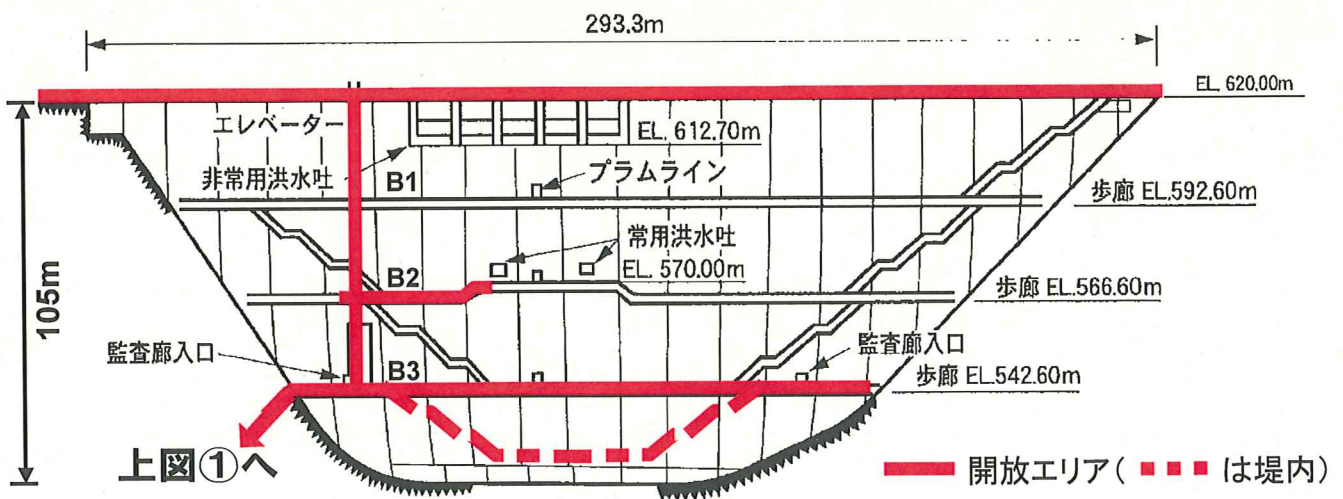 293.3m
EL. 620.00m
エレベーター
EL. 612.70m
非常用洪水吐
B1
プラムライン
歩廊 EL.592.60m
常用洪水吐
B2
EL. 570.00m
歩廊 EL.566.60m
105m
監査廊入口
監査廊入口
B3
歩廊 EL.542.60m
上図①へ
開放エリア( は堤内)